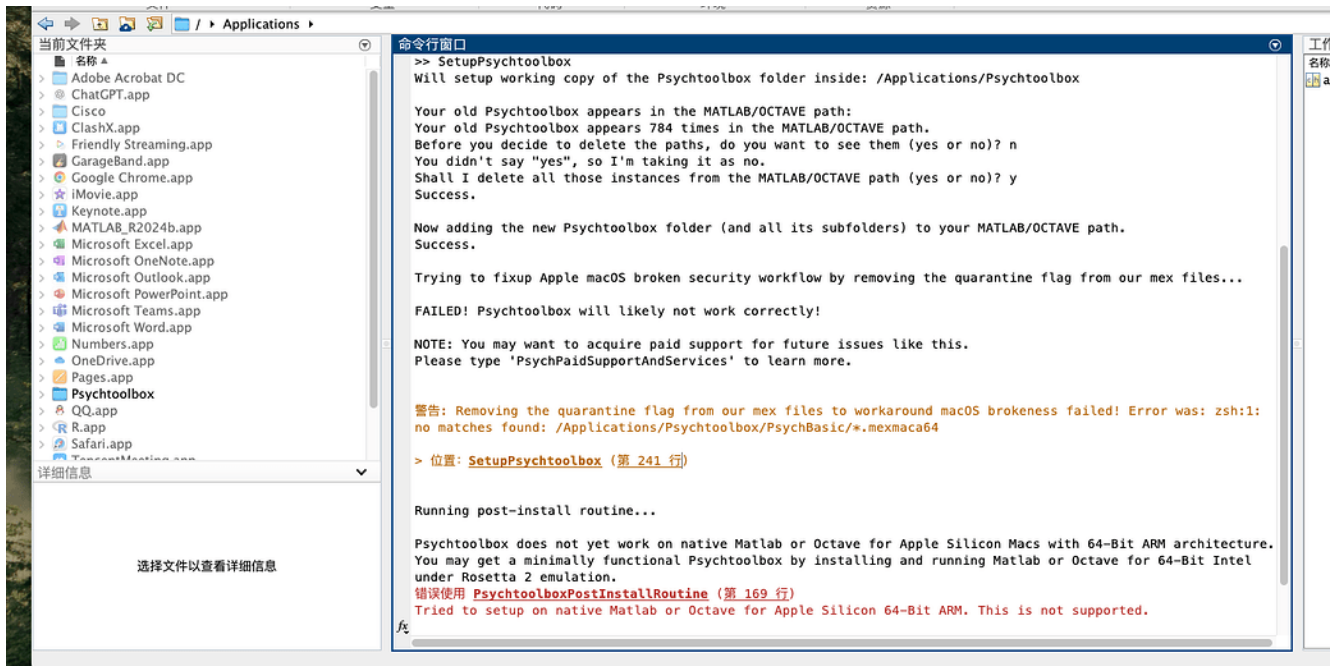 / ▸ Applications ▸
当前文件夹
名称 ▲
Adobe Acrobat DC
ChatGPT.app
Cisco
ClashX.app
Friendly Streaming.app
GarageBand.app
Google Chrome.app
iMovie.app
Keynote.app
MATLAB_R2024b.app
Microsoft Excel.app
Microsoft OneNote.app
Microsoft Outlook.app
Microsoft PowerPoint.app
Microsoft Teams.app
Microsoft Word.app
Numbers.app
OneDrive.app
Pages.app
Psychtoolbox
QQ.app
R.app
Safari.app
详细信息
选择文件以查看详细信息
命令行窗口
>> SetupPsychtoolbox
Will setup working copy of the Psychtoolbox folder inside: /Applications/Psychtoolbox
Your old Psychtoolbox appears in the MATLAB/OCTAVE path:
Your old Psychtoolbox appears 784 times in the MATLAB/OCTAVE path.
Before you decide to delete the paths, do you want to see them (yes or no)? n
You didn't say "yes", so I'm taking it as no.
Shall I delete all those instances from the MATLAB/OCTAVE path (yes or no)? y
Success.
Now adding the new Psychtoolbox folder (and all its subfolders) to your MATLAB/OCTAVE path.
Success.
Trying to fixup Apple macOS broken security workflow by removing the quarantine flag from our mex files...
FAILED! Psychtoolbox will likely not work correctly!
NOTE: You may want to acquire paid support for future issues like this.
Please type 'PsychPaidSupportAndServices' to learn more.
警告: Removing the quarantine flag from our mex files to workaround macOS brokeness failed! Error was: zsh:1:
no matches found: /Applications/Psychtoolbox/PsychBasic/*.mexmaca64
> 位置: SetupPsychtoolbox (第 241 行)
Running post-install routine...
Psychtoolbox does not yet work on native Matlab or Octave for Apple Silicon Macs with 64-Bit ARM architecture.
You may get a minimally functional Psychtoolbox by installing and running Matlab or Octave for 64-Bit Intel
under Rosetta 2 emulation.
错误使用 PsychtoolboxPostInstallRoutine (第 169 行)
Tried to setup on native Matlab or Octave for Apple Silicon 64-Bit ARM. This is not supported.
fx
工作
名称
a